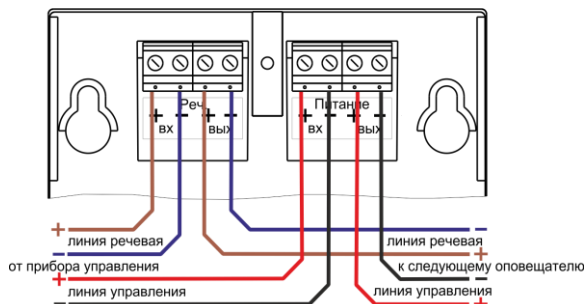 Речь Питание
+ − + − + − + −
вх вых вх вых
+ −
линия речевая линия речевая
− +
от прибора управления к следующему оповещателю
+ −
линия управления линия управления
− +